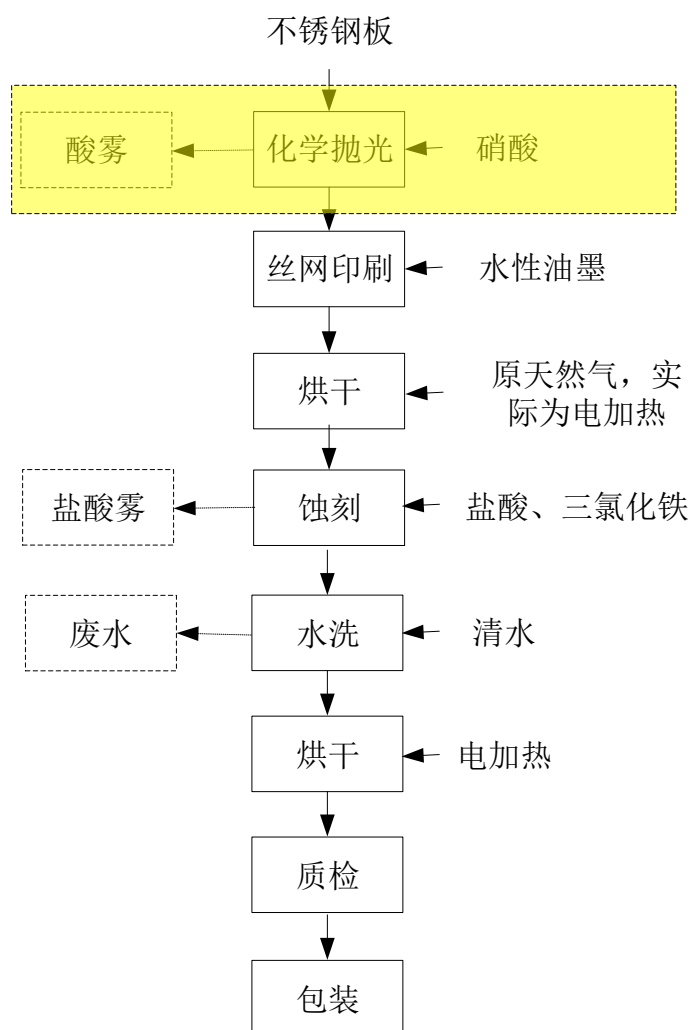 不锈钢板
酸雾
化学抛光
硝酸
丝网印刷
水性油墨
烘干
原天然气，实
际为电加热
盐酸雾
蚀刻
盐酸、三氯化铁
废水
水洗
清水
烘干
电加热
质检
包装